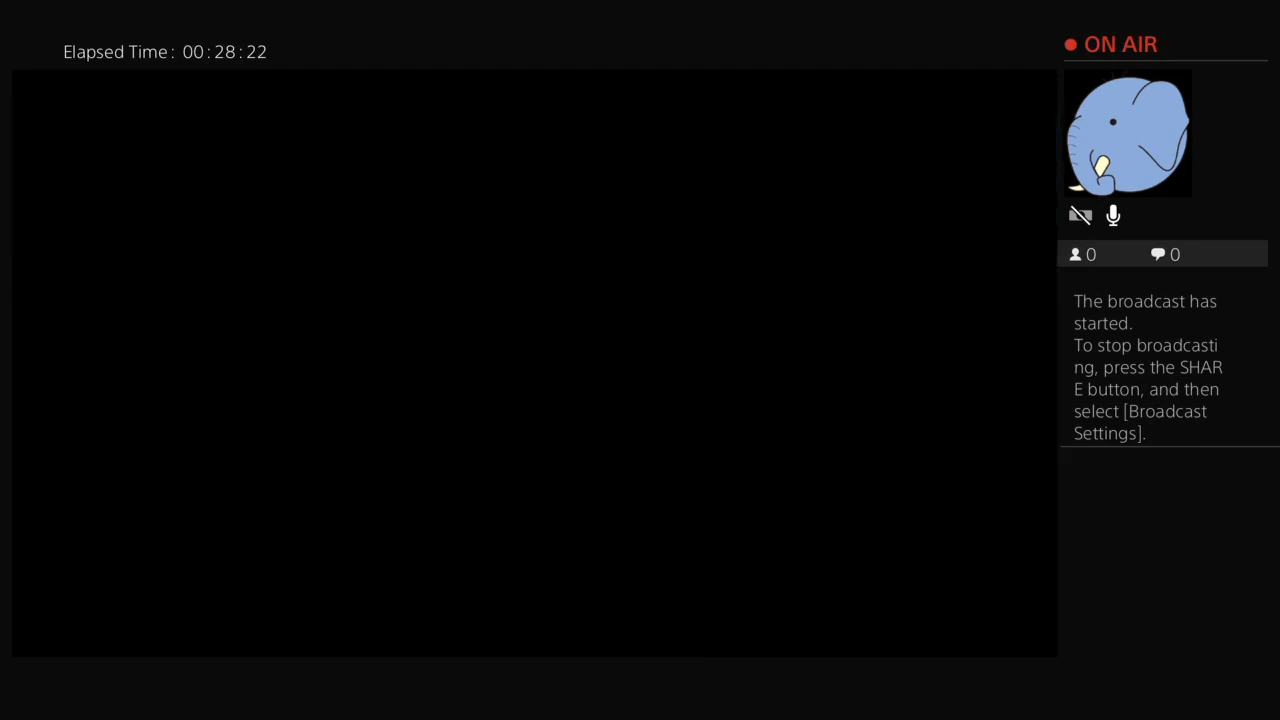 Elapsed Time: 00:28:22
ON AIR
0
0
The broadcast has
started.
To stop broadcasti
ng, press the SHAR
E button, and then
select [Broadcast
Settings].